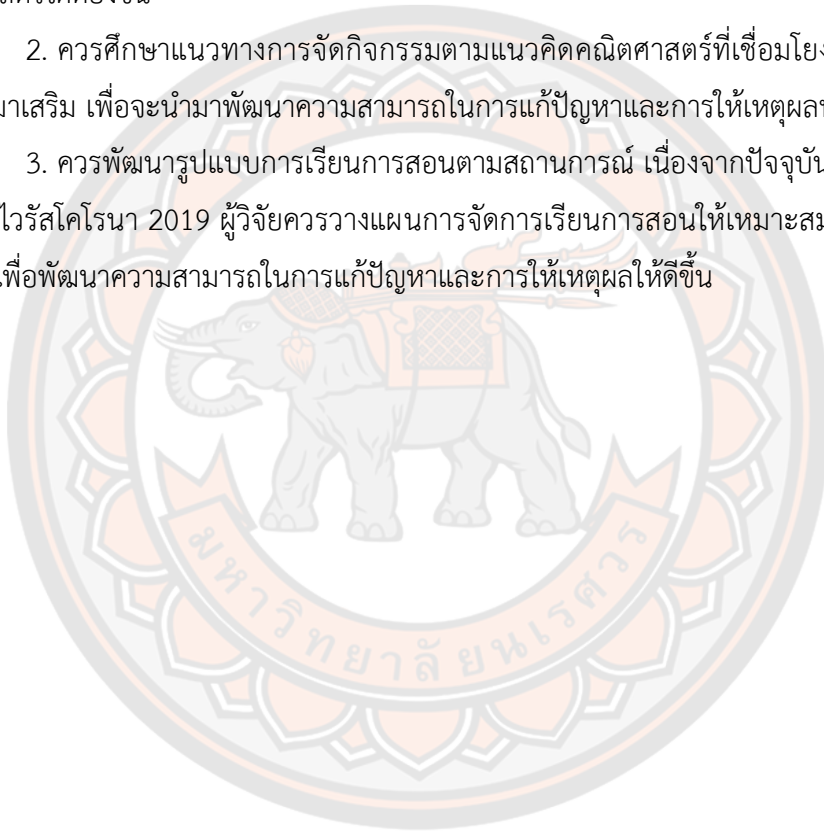 2. ควรศึกษาแนวทางการจัดกิจกรรมตามแนวคิดคณิตศาสตร์ที่เชื่อมโยง
มาเสริม เพื่อจะนำมาพัฒนาความสามารถในการแก้ปัญหาและการให้เหตุผล
3. ควรพัฒนารูปแบบการเรียนการสอนตามสถานการณ์ เนื่องจากปัจจุบัน
ไวรัสโคโรนา 2019 ผู้วิจัยควรวางแผนการจัดการเรียนการสอนให้เหมาะสม
เพื่อพัฒนาความสามารถในการแก้ปัญหาและการให้เหตุผลให้ดีขึ้น
มหาวิทยาลัยนเรศวร